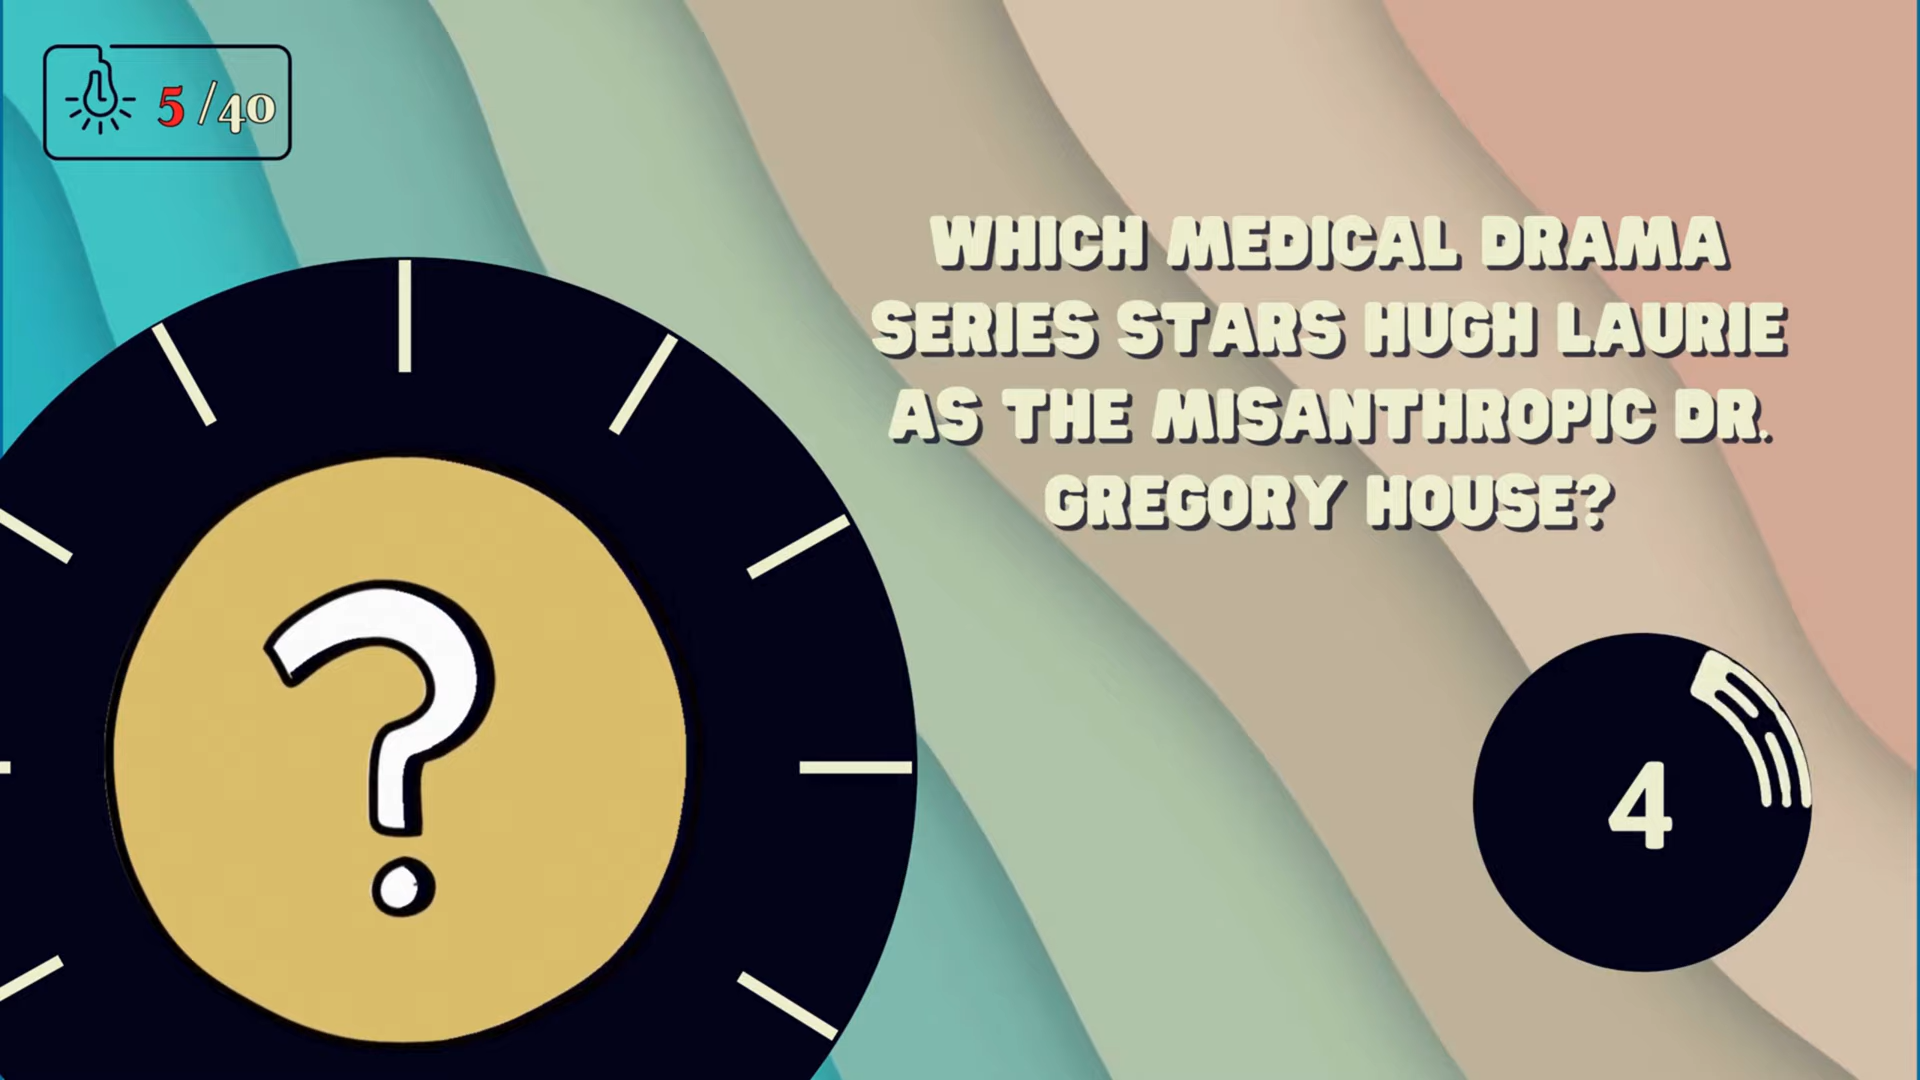 5/40
WHICH MEDICAL DRAMA
SERIES STARS HUGH LAURIE
AS THE MISANTHROPIC DR.
GREGORY HOUSE?
?
4